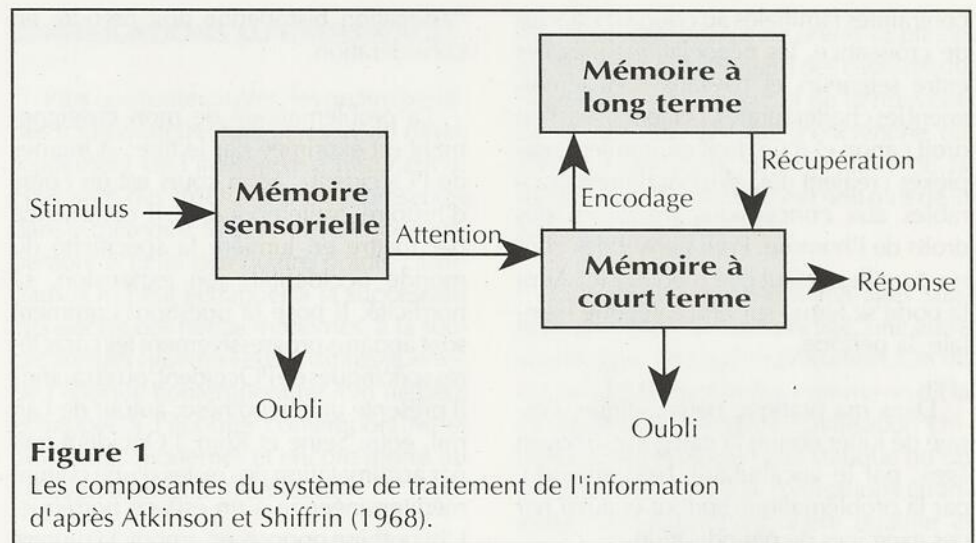 Mémoire à
long terme
Récupération
Mémoire
sensorielle
Stimulus
Encodage
Attention
Mémoire à
court terme
Réponse
Oubli
Oubli
Figure 1
Les composantes du système de traitement de l'information
d'après Atkinson et Shiffrin (1968).